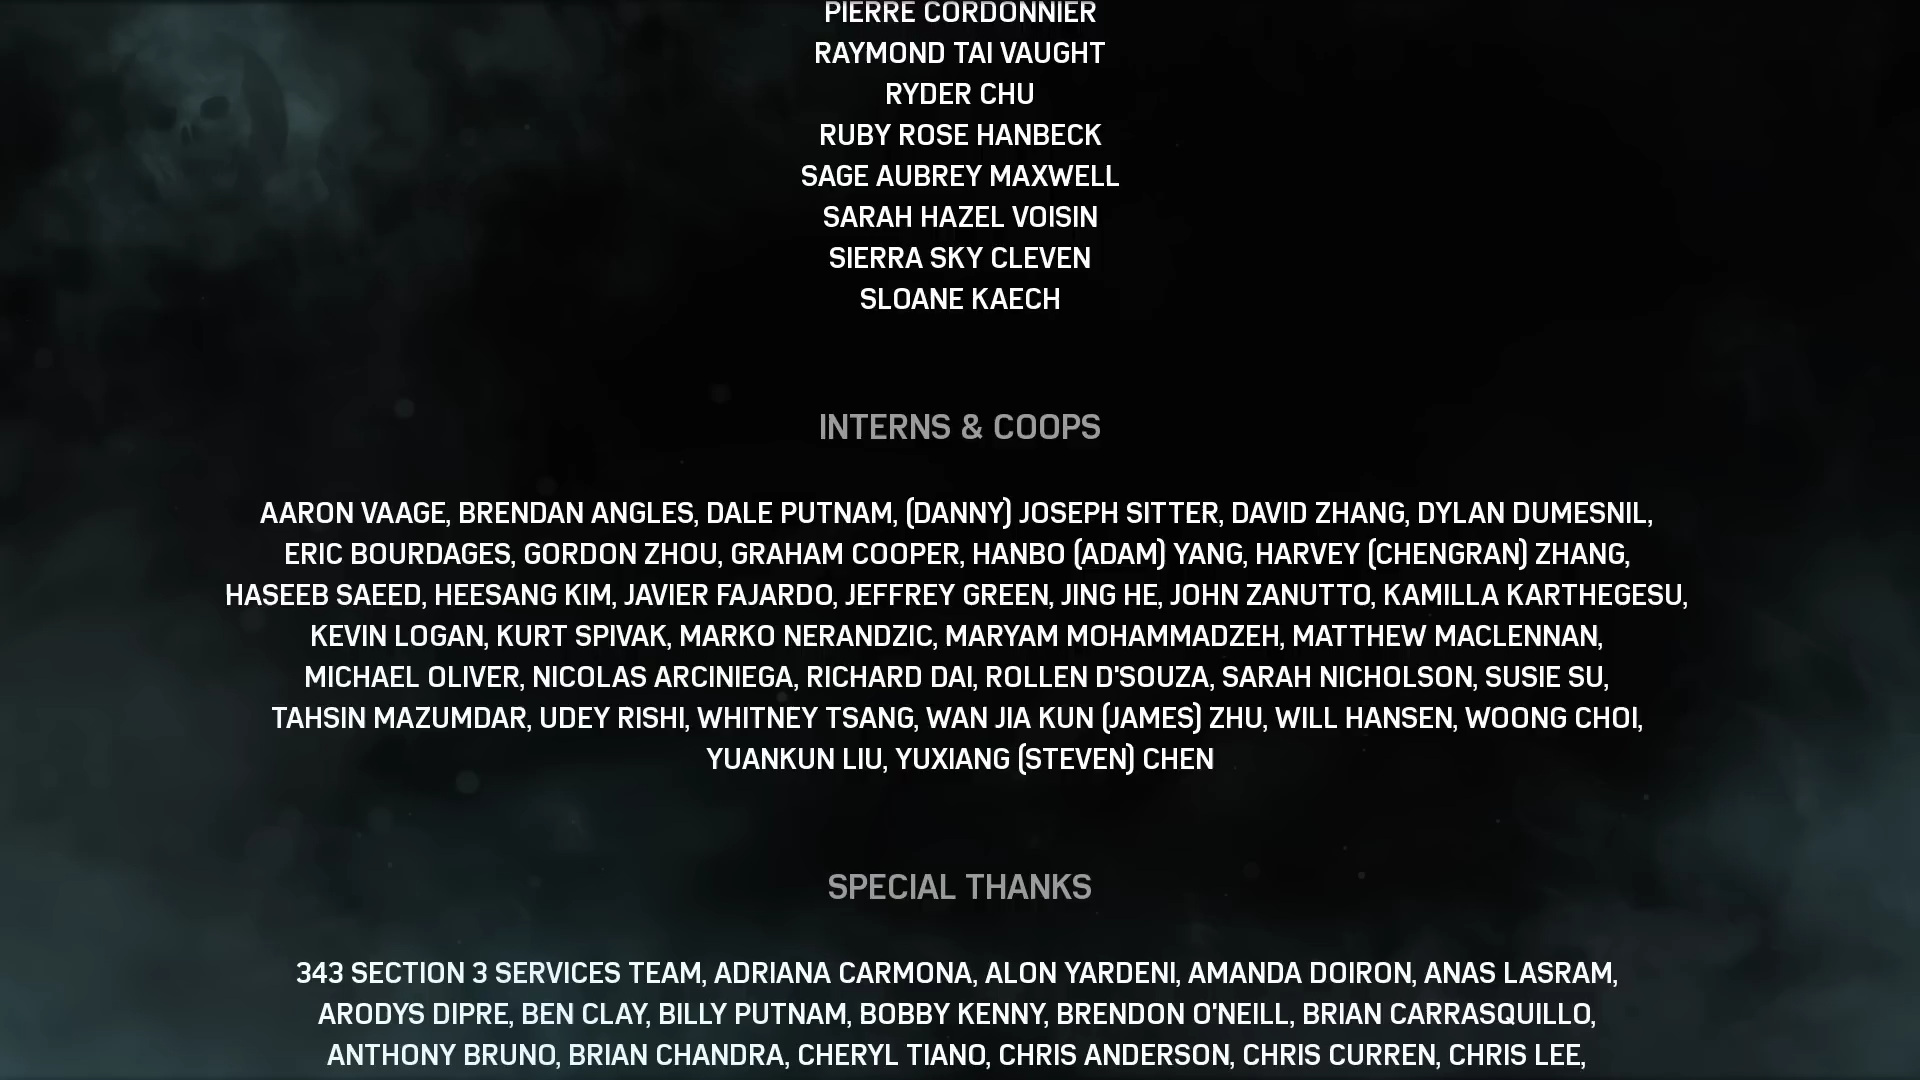 PIERRE CORDONNIER
RAYMOND TAI VAUGHT
RYDER CHU
RUBY ROSE HANBECK
SAGE AUBREY MAXWELL
SARAH HAZEL VOISIN
SIERRA SKY CLEVEN
SLOANE KAECH
INTERNS & COOPS
AARON VAAGE, BRENDAN ANGLES, DALE PUTNAM, (DANNY) JOSEPH SITTER, DAVID ZHANG, DYLAN DUMESNIL,
ERIC BOURDAGES, GORDON ZHOU, GRAHAM COOPER, HANBO (ADAM) YANG, HARVEY (CHENGRAN) ZHANG,
HASEEB SAEED, HEESANG KIM, JAVIER FAJARDO, JEFFREY GREEN, JING HE, JOHN ZANUTTO, KAMILLA KARTHEGESU,
KEVIN LOGAN, KURT SPIVAK, MARKO NERANDZIC, MARYAM MOHAMMADZEH, MATTHEW MACLENNAN,
MICHAEL OLIVER, NICOLAS ARCINIEGA, RICHARD DAI, ROLLEN D'SOUZA, SARAH NICHOLSON, SUSIE SU,
TAHSIN MAZUMDAR, UDEY RISHI, WHITNEY TSANG, WAN JIA KUN (JAMES) ZHU, WILL HANSEN, WOONG CHOI,
YUANKUN LIU, YUXIANG (STEVEN) CHEN
SPECIAL THANKS
343 SECTION 3 SERVICES TEAM, ADRIANA CARMONA, ALON YARDENI, AMANDA DOIRON, ANAS LASRAM,
ARODYS DIPRE, BEN CLAY, BILLY PUTNAM, BOBBY KENNY, BRENDON O'NEILL, BRIAN CARRASQUILLO,
ANTHONY BRUNO, BRIAN CHANDRA, CHERYL TIANO, CHRIS ANDERSON, CHRIS CURREN, CHRIS LEE,